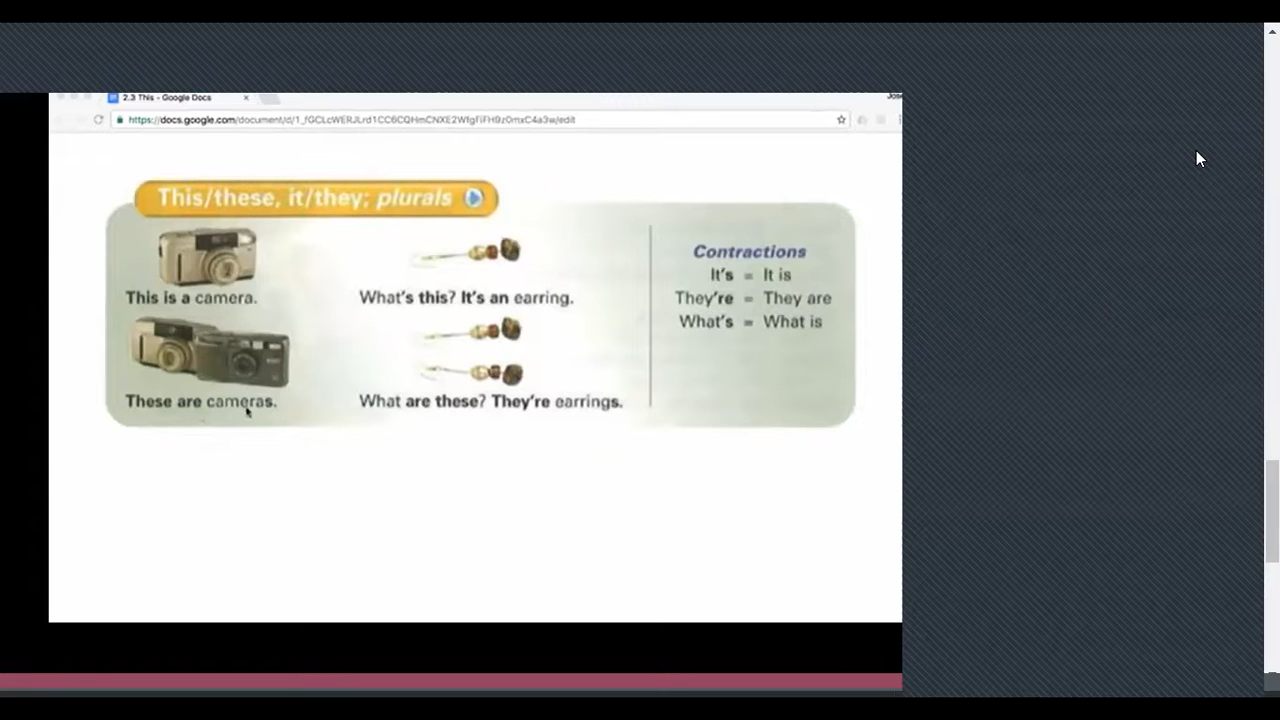 2.3 This - Google Docs
This/these, it/they; plurals
This is a camera.
These are cameras.
What's this? It's an earring.
What are these? They're earrings.
Contractions
It's = It is
They're = They are
What's = What is